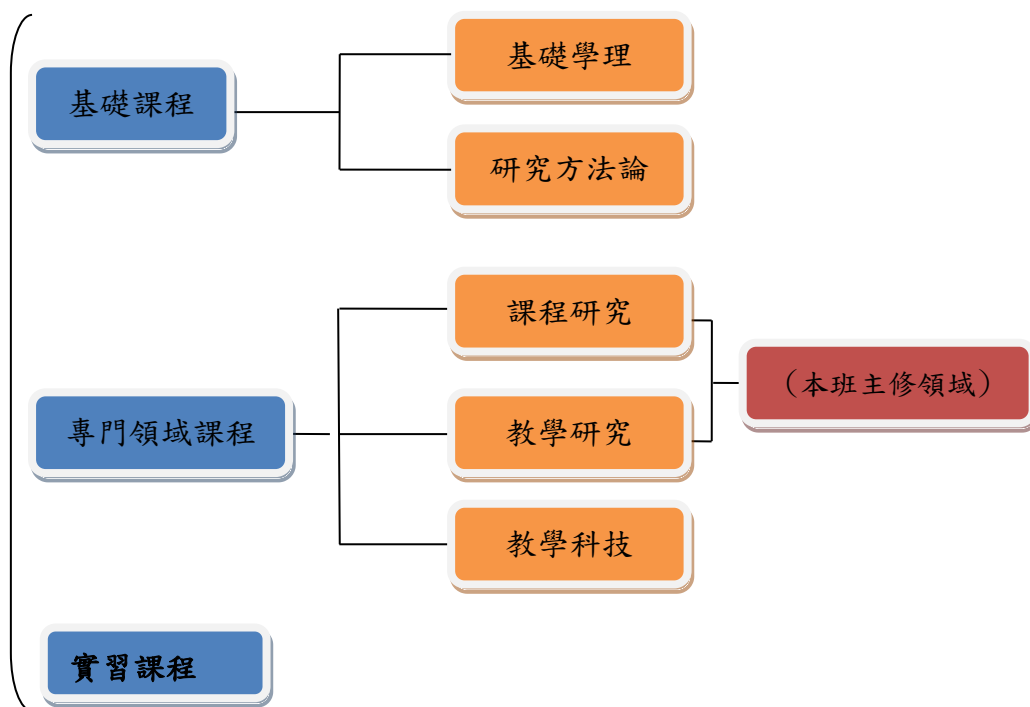 基礎課程
基礎學理
研究方法論
專門領域課程
課程研究
教學研究
教學科技
（本班主修領域）
實習課程